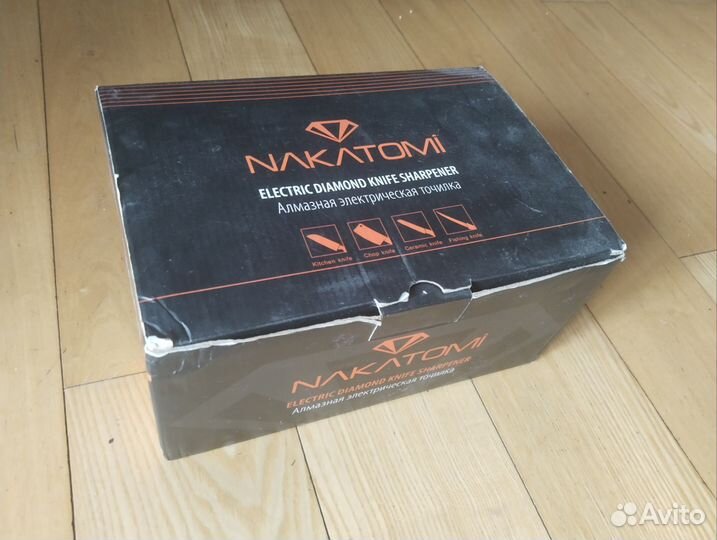 NAKATOMi
ELECTRIC DIAMOND KNIFE SHARPENER
Алмазная электрическая точилка
Kitchen knife Chop knife Ceramic knife Fishing knife
NAKATOMi
ELECTRIC DIAMOND KNIFE SHARPENER
Алмазная электрическая точилка
Avito